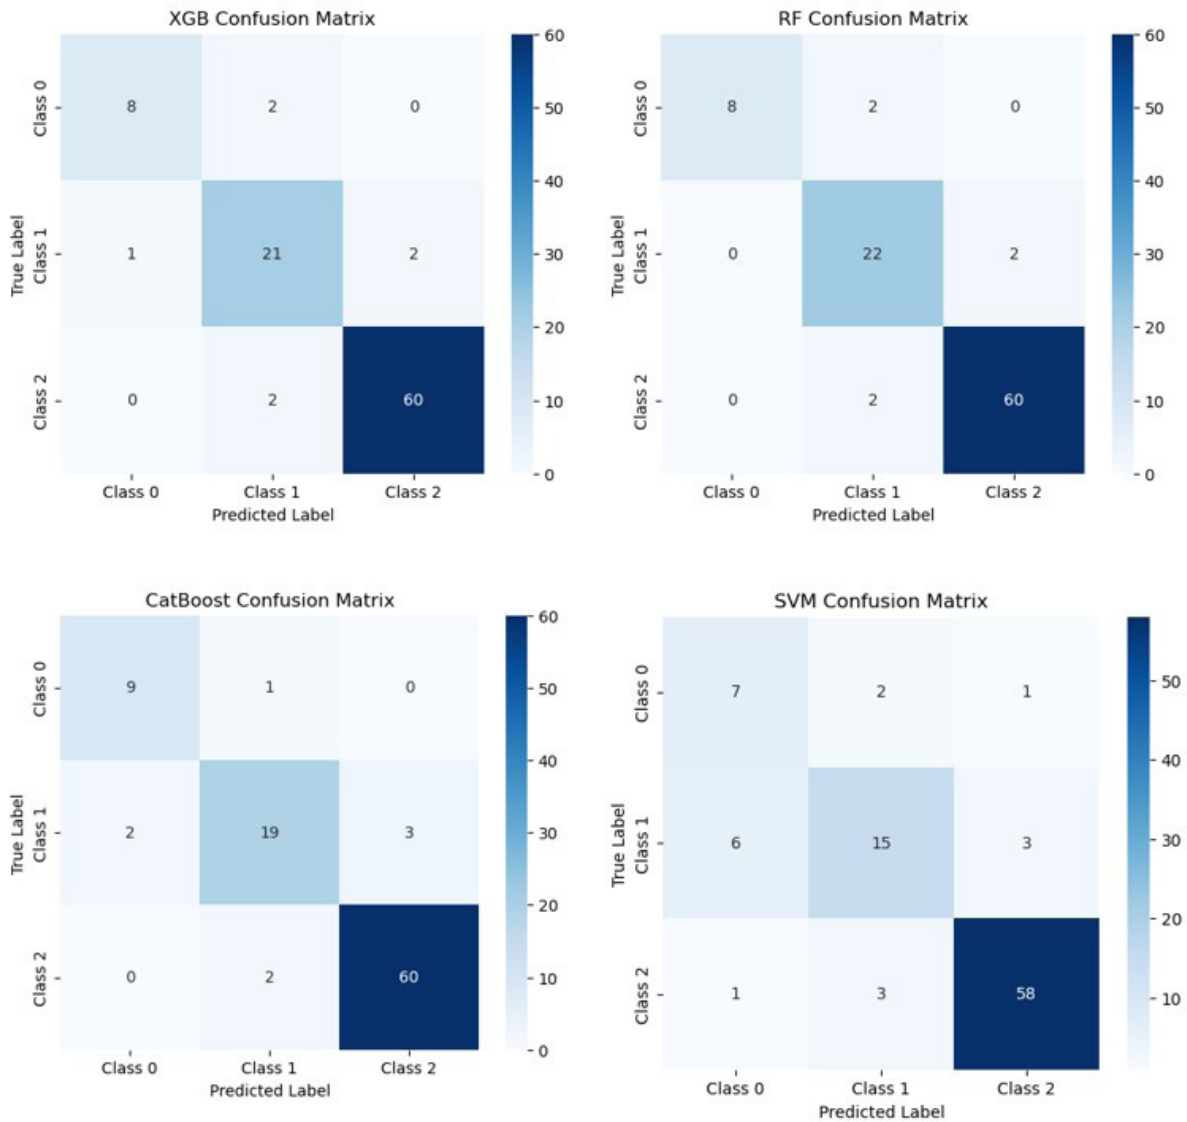 XGB Confusion Matrix
True Label
Class 0
8 2 0
Class 1
1 21 2
Class 2
0 2 60
Class 0 Class 1 Class 2
Predicted Label
60
50
40
30
20
10
0
RF Confusion Matrix
True Label
Class 0
8 2 0
Class 1
0 22 2
Class 2
0 2 60
Class 0 Class 1 Class 2
Predicted Label
60
50
40
30
20
10
0
CatBoost Confusion Matrix
True Label
Class 0
9 1 0
Class 1
2 19 3
Class 2
0 2 60
Class 0 Class 1 Class 2
Predicted Label
60
50
40
30
20
10
0
SVM Confusion Matrix
True Label
Class 0
7 2 1
Class 1
6 15 3
Class 2
1 3 58
Class 0 Class 1 Class 2
Predicted Label
50
40
30
20
10